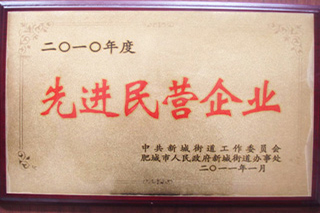 二〇一〇年度
先进民营企业
中共新城街道工作委员会
肥城市人民政府新城街道办事处
二〇一一年一月